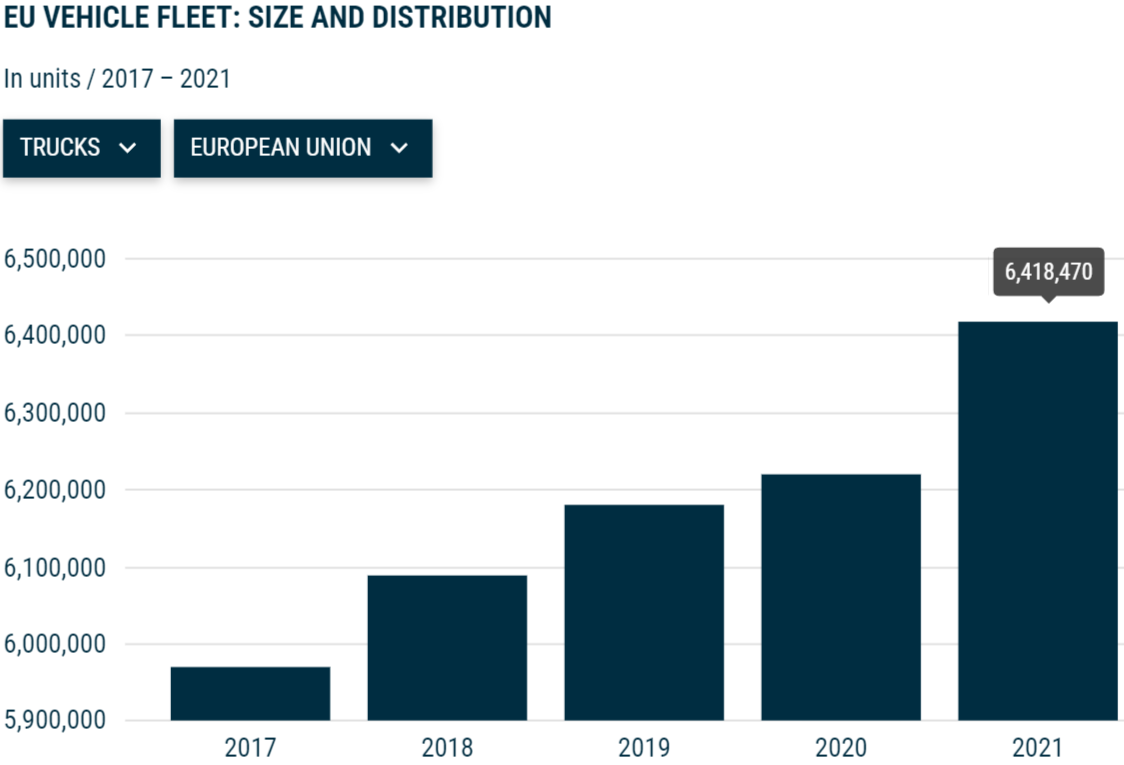 EU VEHICLE FLEET: SIZE AND DISTRIBUTION
In units / 2017 – 2021
TRUCKS
EUROPEAN UNION
6,500,000
6,418,470
6,400,000
6,300,000
6,200,000
6,100,000
6,000,000
5,900,000
2017 2018 2019 2020 2021